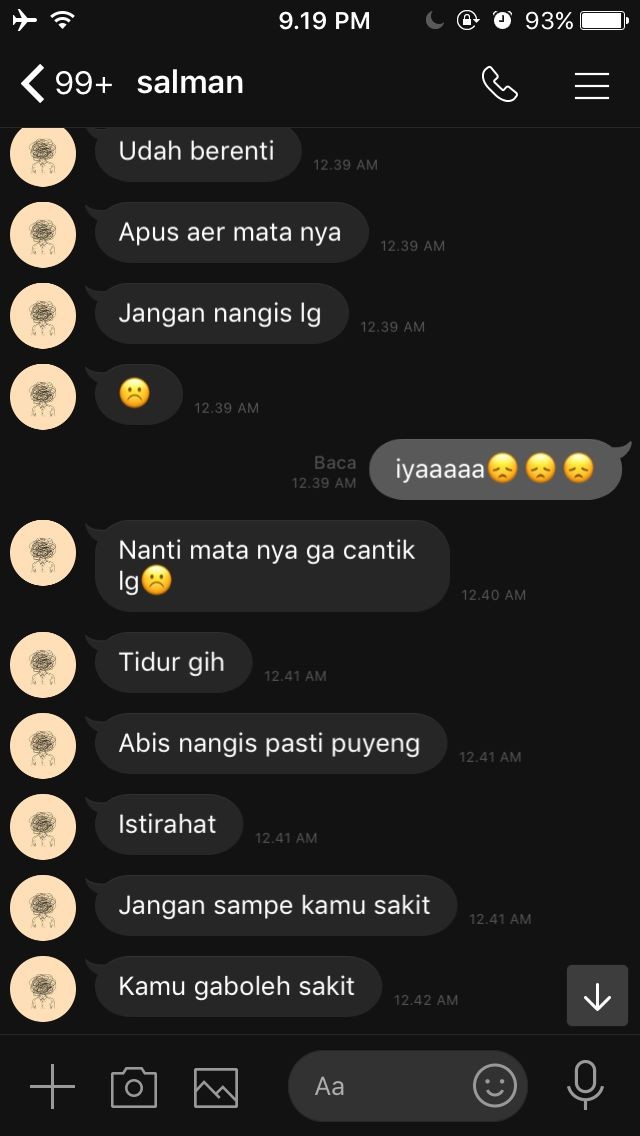 9.19 PM
93%
99+ salman
Udah berenti
12.39 AM
Apus aer mata nya
12.39 AM
Jangan nangis lg
12.39 AM
☹️
12.39 AM
Baca
12.39 AM
iyaaaaa😞😞😞
Nanti mata nya ga cantik
lg☹️
12.40 AM
Tidur gih
12.41 AM
Abis nangis pasti puyeng
12.41 AM
Istirahat
12.41 AM
Jangan sampe kamu sakit
12.41 AM
Kamu gaboleh sakit
12.42 AM
Aa